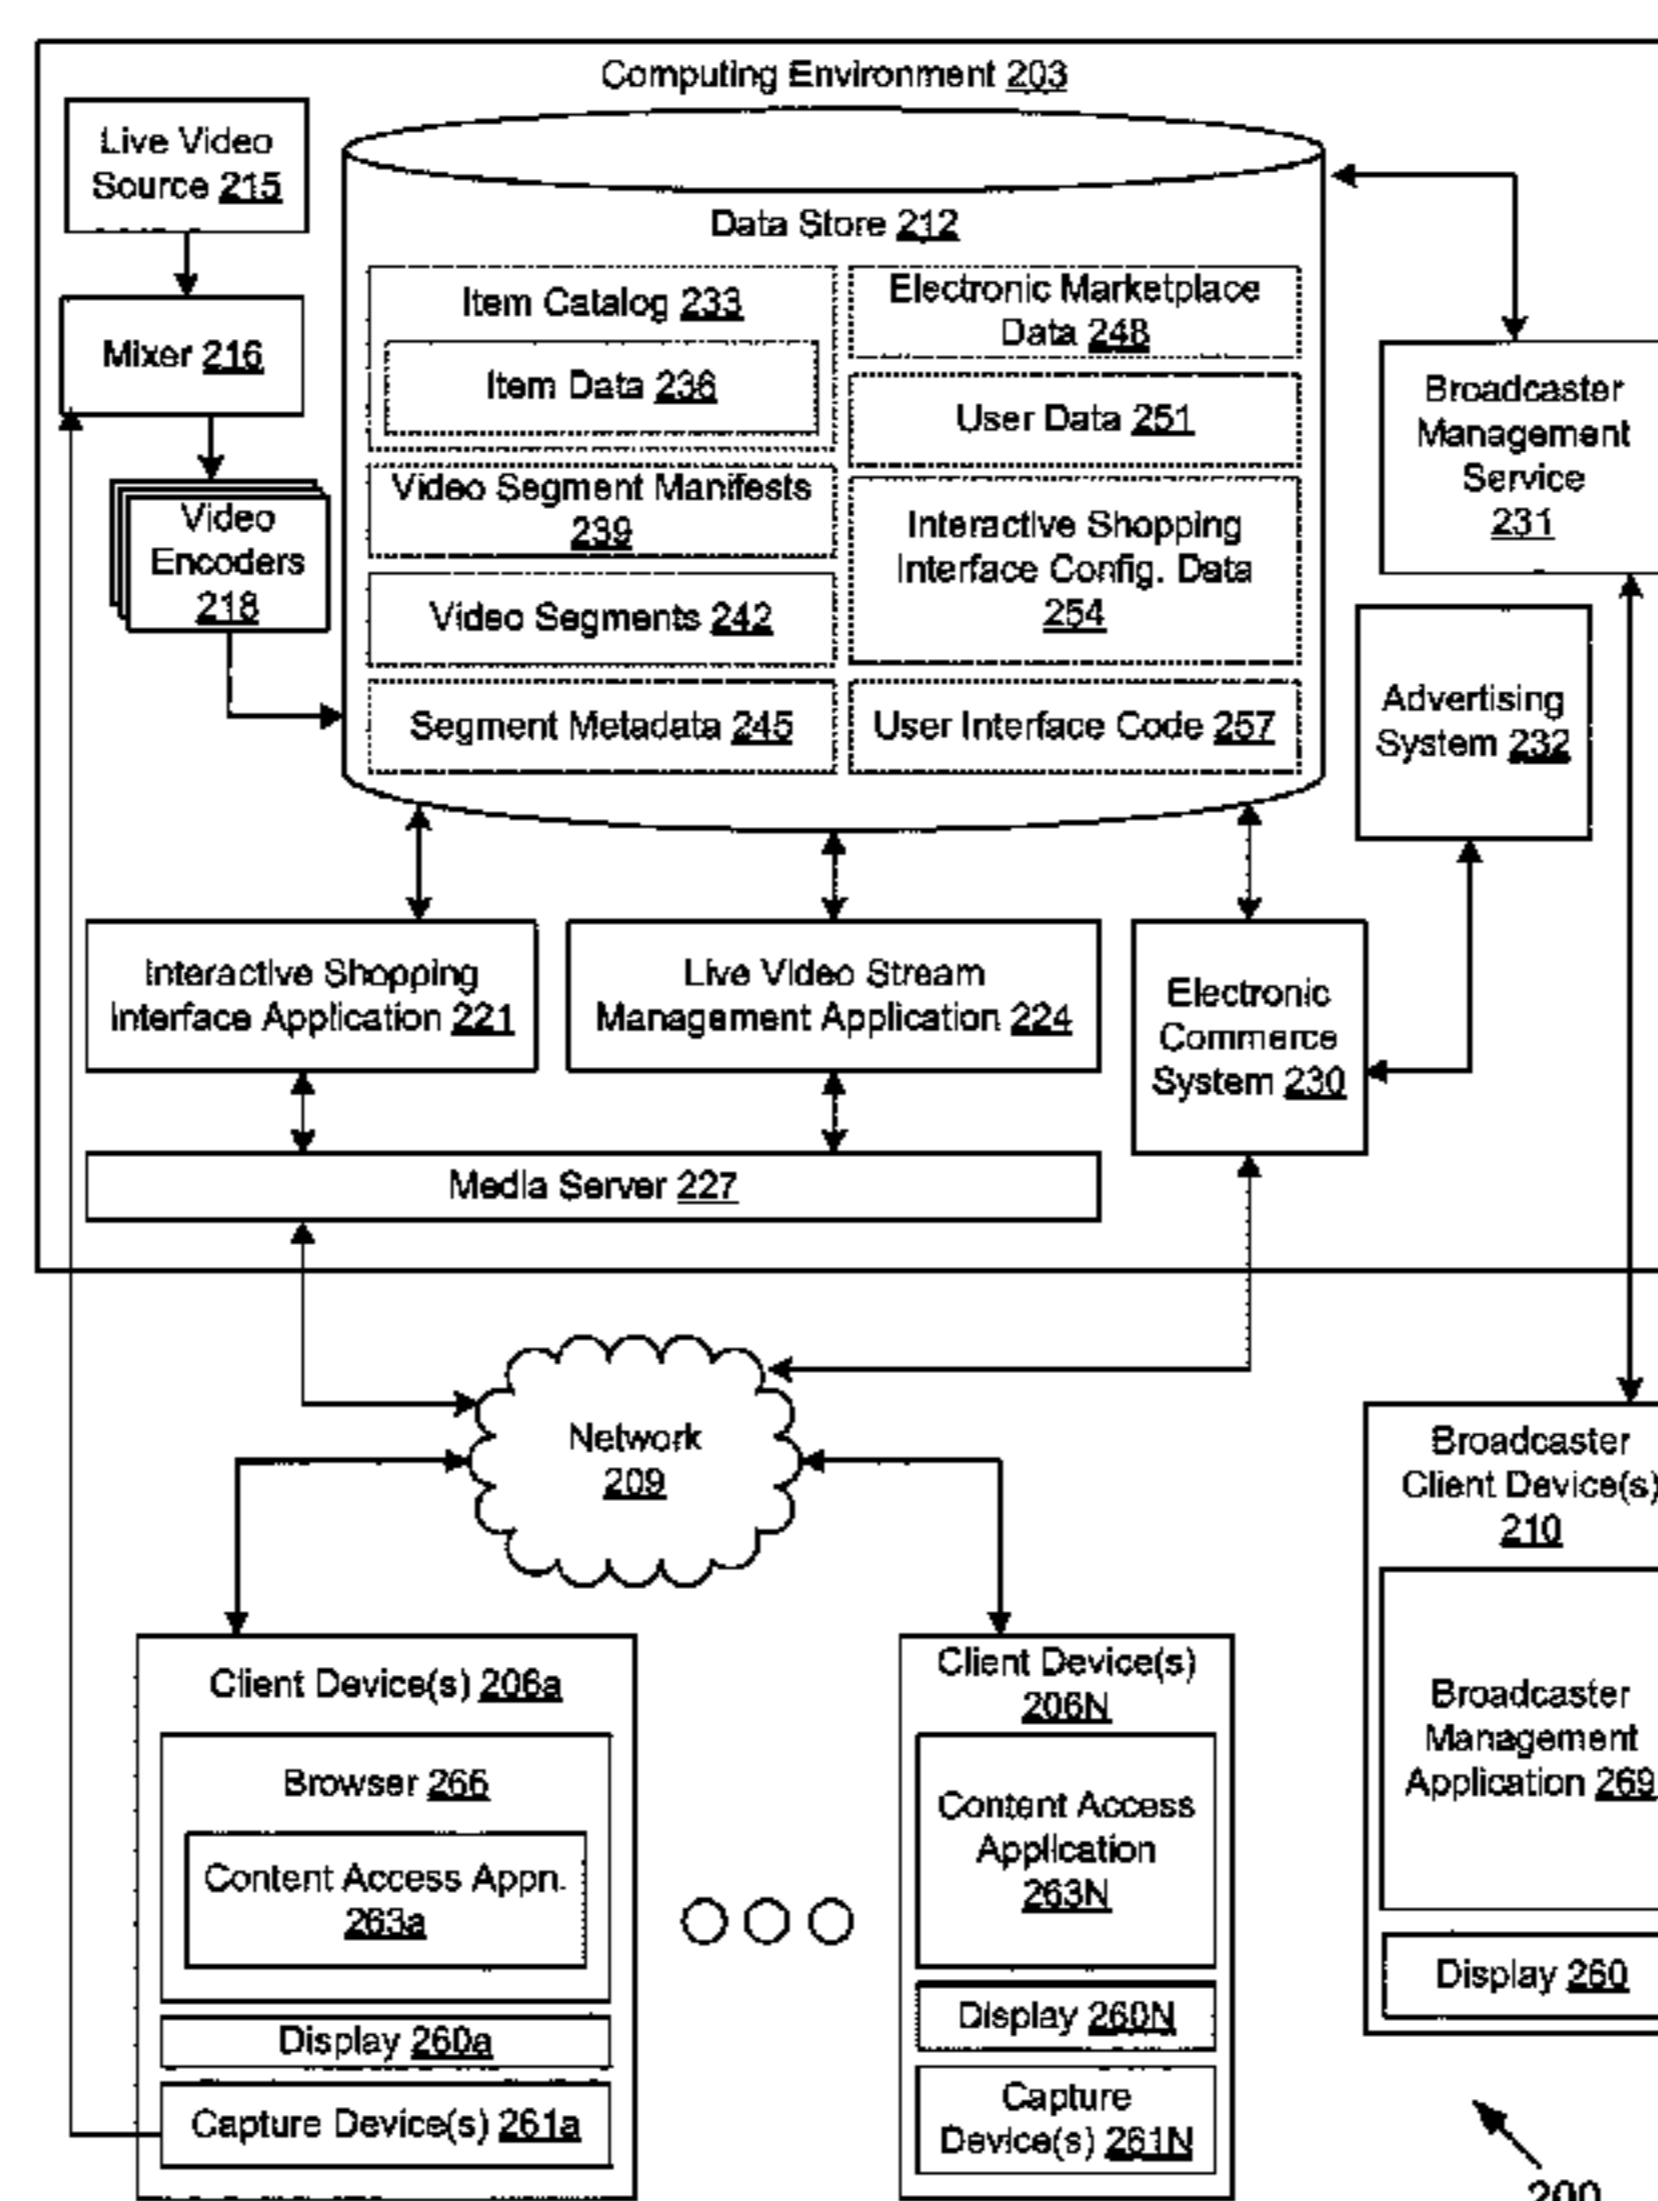 Computing Environment 203
Live Video
Source 215
Mixer 216
Video
Encoders
218
Data Store 212
Item Catalog 233
Item Data 236
Video Segment Manifests
239
Video Segments 242
Segment Metadata 245
Electronic Marketplace
Data 248
User Data 251
Interactive Shopping
Interface Config. Data
254
User Interface Code 257
Broadcaster
Management
Service
231
Advertising
System 232
Interactive Shopping
Interface Application 221
Live Video Stream
Management Application 224
Electronic
Commerce
System 230
Media Server 227
Network
209
Client Device(s) 206a
Browser 266
Content Access Appn.
263a
Display 260a
Capture Device(s) 261a
Client Device(s)
206N
Content Access
Application
263N
Display 260N
Capture
Device(s) 261N
Broadcaster
Client Device(s)
210
Broadcaster
Management
Application 269
Display 260
200